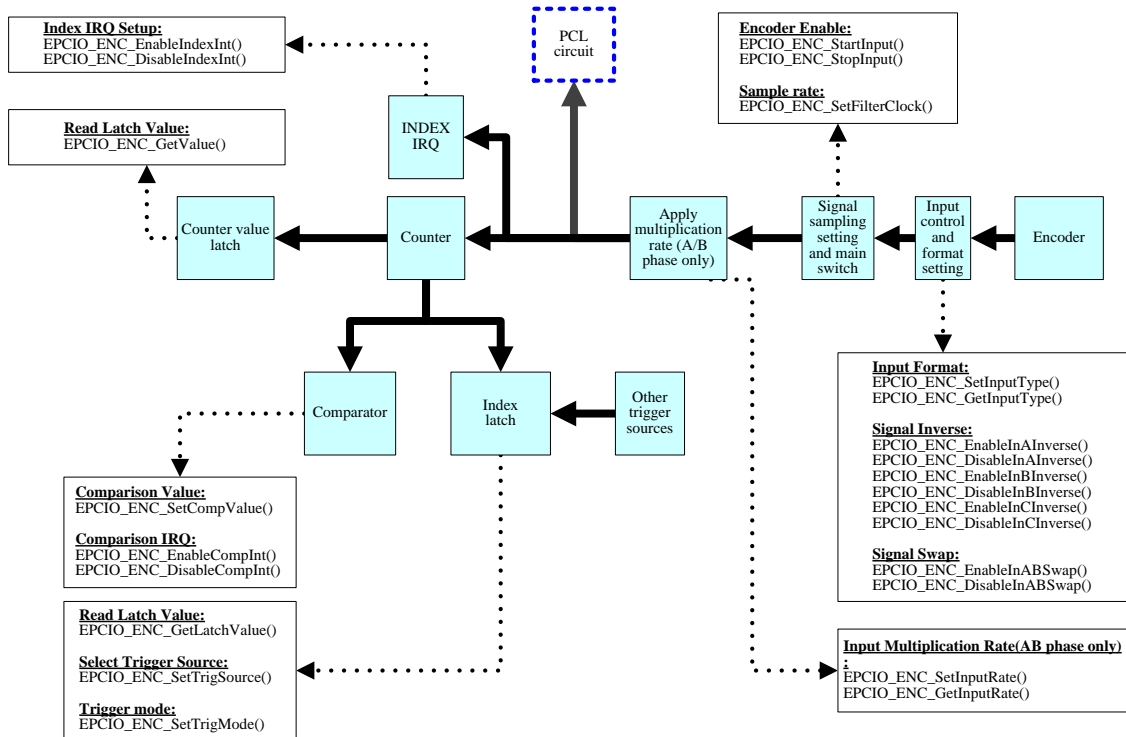 Index IRQ Setup:
EPCIO_ENC_EnableIndexInt()
EPCIO_ENC_DisableIndexInt()
PCL
circuit
Encoder Enable:
EPCIO_ENC_StartInput()
EPCIO_ENC_StopInput()
Sample rate:
EPCIO_ENC_SetFilterClock()
Read Latch Value:
EPCIO_ENC_GetValue()
INDEX
IRQ
Counter value
latch
Counter
Apply
multiplication
rate (A/B
phase only)
Signal
sampling
setting
and main
switch
Input
control
and
format
setting
Encoder
Comparator
Index
latch
Other
trigger
sources
Input Format:
EPCIO_ENC_SetInputType()
EPCIO_ENC_GetInputType()
Signal Inverse:
EPCIO_ENC_EnableInAInverse()
EPCIO_ENC_DisableInAInverse()
EPCIO_ENC_EnableInBInverse()
EPCIO_ENC_DisableInBInverse()
EPCIO_ENC_EnableInCInverse()
EPCIO_ENC_DisableInCInverse()
Signal Swap:
EPCIO_ENC_EnableInABSwap()
EPCIO_ENC_DisableInABSwap()
Comparison Value:
EPCIO_ENC_SetCompValue()
Comparison IRQ:
EPCIO_ENC_EnableCompInt()
EPCIO_ENC_DisableCompInt()
Read Latch Value:
EPCIO_ENC_GetLatchValue()
Select Trigger Source:
EPCIO_ENC_SetTrigSource()
Trigger mode:
EPCIO_ENC_SetTrigMode()
Input Multiplication Rate(AB phase only)
:
EPCIO_ENC_SetInputRate()
EPCIO_ENC_GetInputRate()